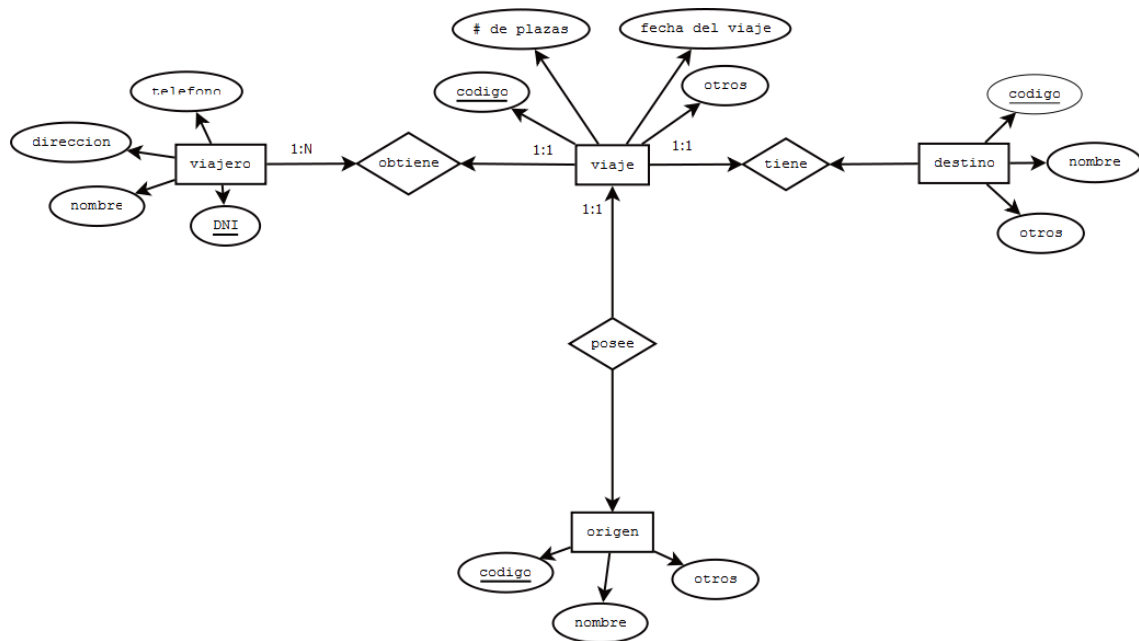 # de plazas
fecha del viaje
telefono
codigo
otros
codigo
direccion
1:N
1:1
1:1
viajero
obtiene
viaje
tiene
destino
nombre
nombre
DNI
1:1
otros
posee
origen
codigo
otros
nombre